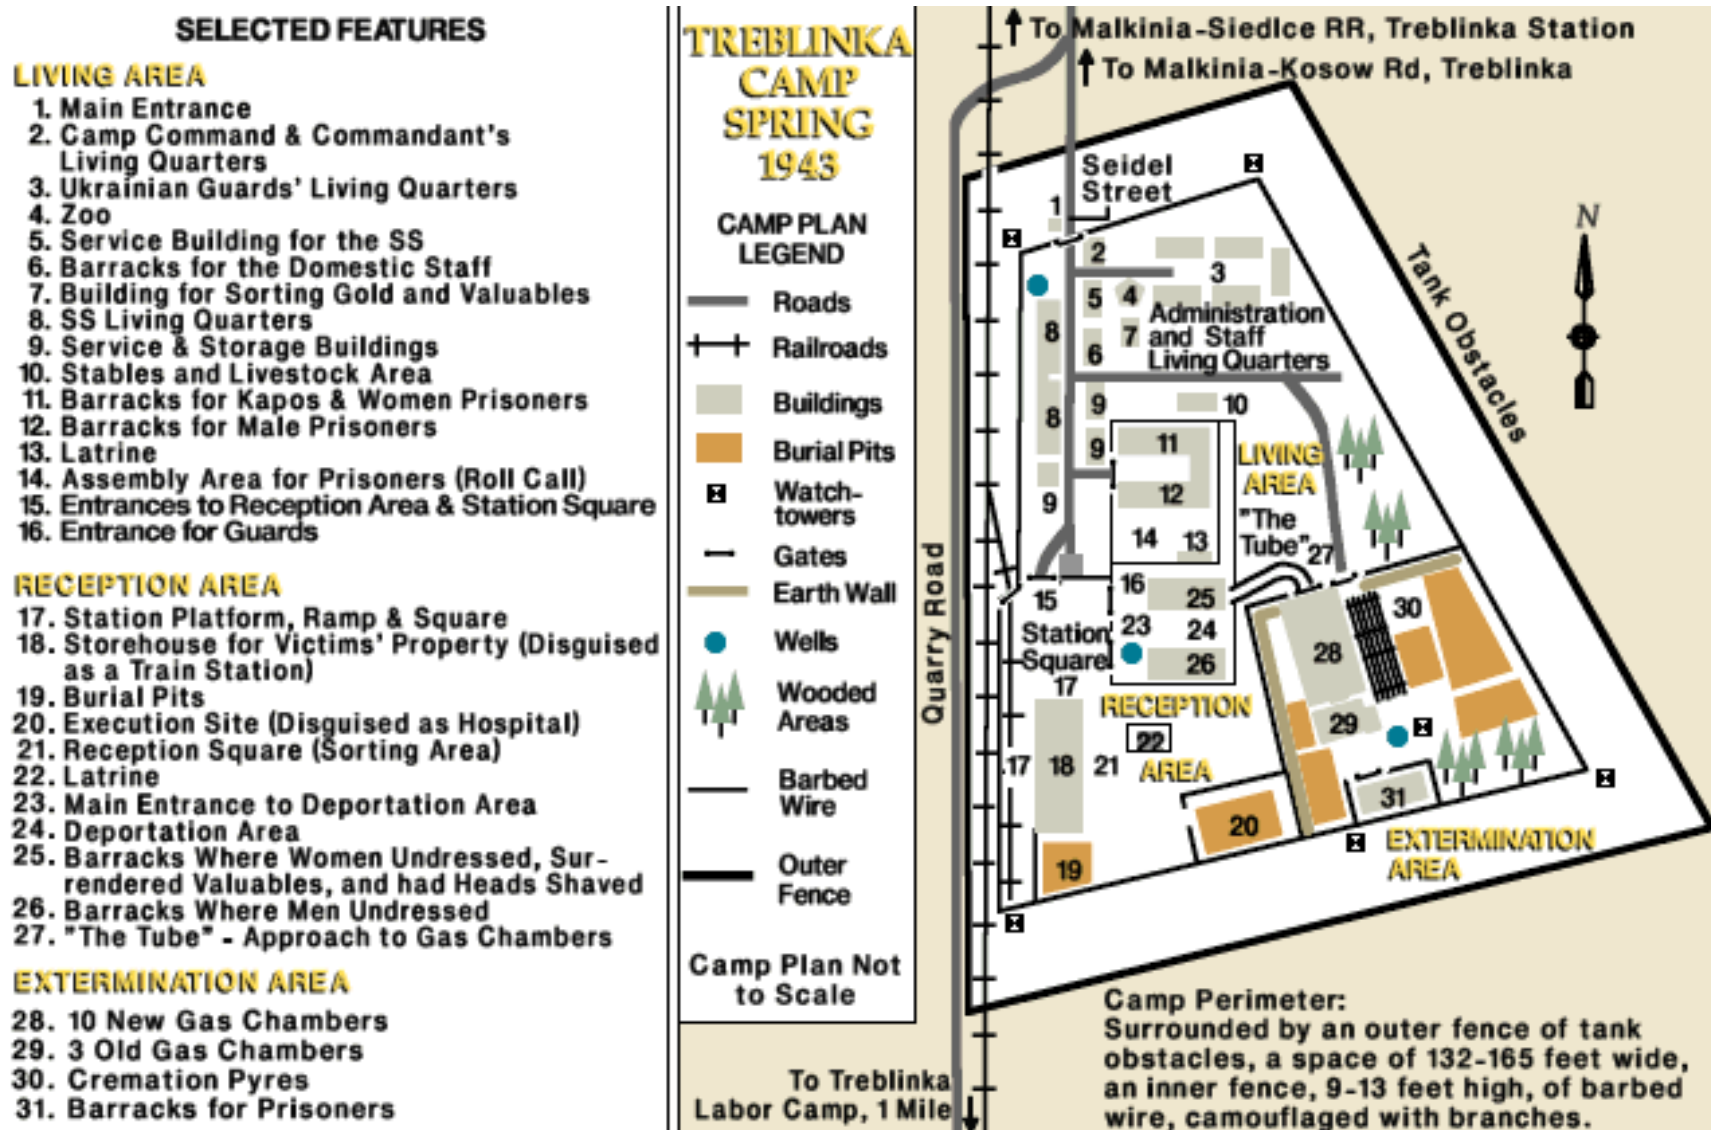 SELECTED FEATURES
LIVING AREA
1. Main Entrance
2. Camp Command & Commandant's
Living Quarters
3. Ukrainian Guards' Living Quarters
4. Zoo
5. Service Building for the SS
6. Barracks for the Domestic Staff
7. Building for Sorting Gold and Valuables
8. SS Living Quarters
9. Service & Storage Buildings
10. Stables and Livestock Area
11. Barracks for Kapos & Women Prisoners
12. Barracks for Male Prisoners
13. Latrine
14. Assembly Area for Prisoners (Roll Call)
15. Entrances to Reception Area & Station Square
16. Entrance for Guards
RECEPTION AREA
17. Station Platform, Ramp & Square
18. Storehouse for Victims' Property (Disguised
as a Train Station)
19. Burial Pits
20. Execution Site (Disguised as Hospital)
21. Reception Square (Sorting Area)
22. Latrine
23. Main Entrance to Deportation Area
24. Deportation Area
25. Barracks Where Women Undressed, Sur-
rendered Valuables, and had Heads Shaved
26. Barracks Where Men Undressed
27. "The Tube" - Approach to Gas Chambers
EXTERMINATION AREA
28. 10 New Gas Chambers
29. 3 Old Gas Chambers
30. Cremation Pyres
31. Barracks for Prisoners
TREBLINKA
CAMP
SPRING
1943
CAMP PLAN
LEGEND
Roads
Railroads
Buildings
Burial Pits
Watch-
towers
Gates
Earth Wall
Wells
Wooded
Areas
Barbed
Wire
Outer
Fence
Camp Plan Not
to Scale
To Malkinia-Siedlce RR, Treblinka Station
To Malkinia-Kosow Rd, Treblinka
Seidel
Street
N
Tank Obstacles
1
2
3
5
4
7
6
8
8
Administration
and Staff
Living Quarters
9
9
9
10
11
12
14
13
LIVING
AREA
"The
Tube"
27
16
15
25
23
24
26
Station
Square
17
RECEPTION
AREA
22
17
18
21
19
20
28
30
29
31
EXTERMINATION
AREA
Quarry Road
To Treblinka
Labor Camp, 1 Mile
Camp Perimeter:
Surrounded by an outer fence of tank
obstacles, a space of 132-165 feet wide,
an inner fence, 9-13 feet high, of barbed
wire, camouflaged with branches.